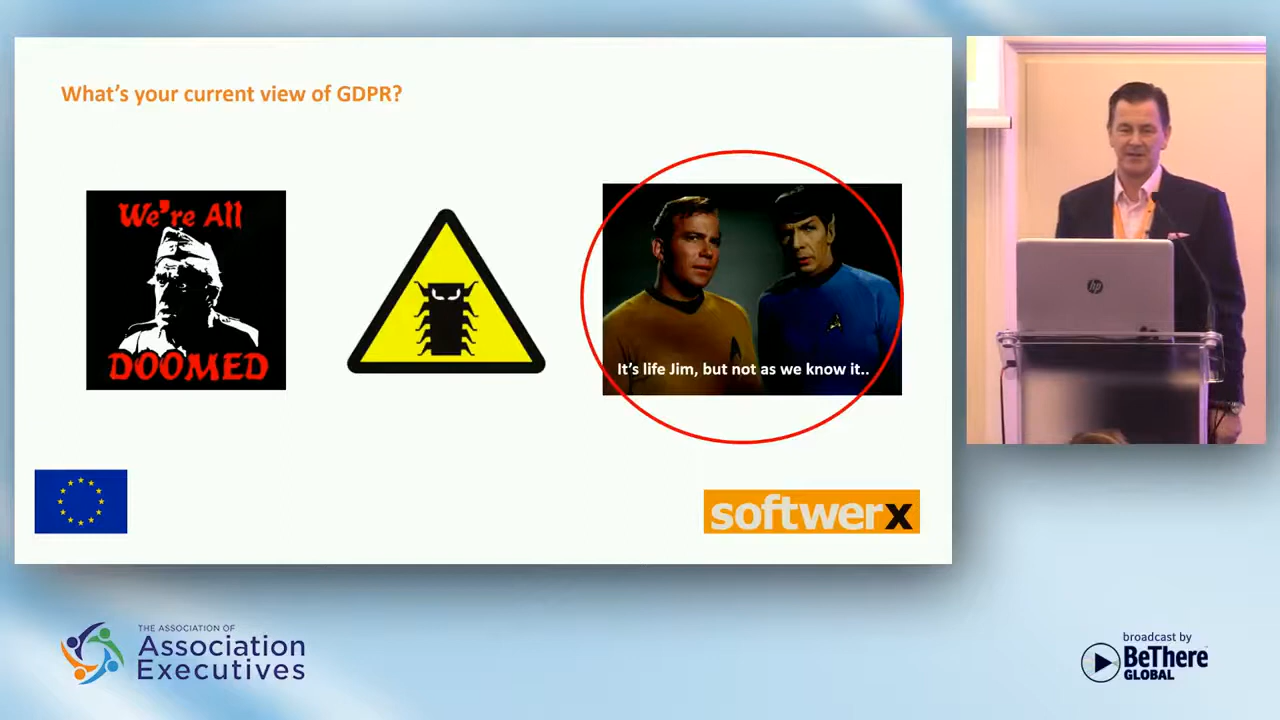 What's your current view of GDPR?
We're All
DOOMED
It's life Jim, but not as we know it..
softwerx
hp
THE ASSOCIATION OF
Association
Executives
broadcast by
BeThere
GLOBAL